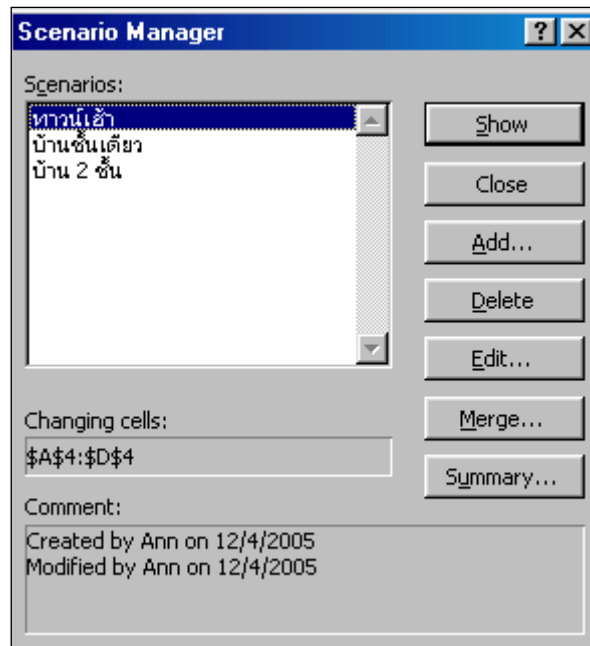 Scenario Manager
Scenarios:
ทาวน์เฮ้า
บ้านชั้นเดียว
บ้าน 2 ชั้น
Show
Close
Add...
Delete
Edit...
Merge...
Summary...
Changing cells:
$A$4:$D$4
Comment:
Created by Ann on 12/4/2005
Modified by Ann on 12/4/2005